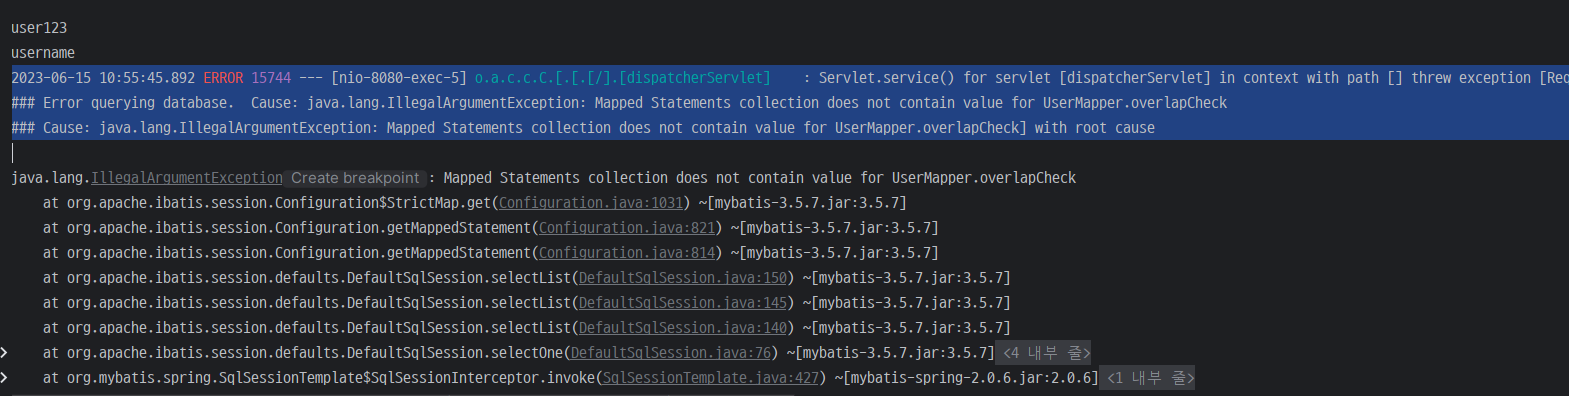 user123
username
2023-06-15 10:55:45.892 ERROR 15744 --- [nio-8080-exec-5] o.a.c.c.C.[.[.[/].[dispatcherServlet]    : Servlet.service() for servlet [dispatcherServlet] in context with path [] threw exception [Req
### Error querying database.  Cause: java.lang.IllegalArgumentException: Mapped Statements collection does not contain value for UserMapper.overlapCheck
### Cause: java.lang.IllegalArgumentException: Mapped Statements collection does not contain value for UserMapper.overlapCheck] with root cause
java.lang.IllegalArgumentException Create breakpoint : Mapped Statements collection does not contain value for UserMapper.overlapCheck
at org.apache.ibatis.session.Configuration$StrictMap.get(Configuration.java:1031) ~[mybatis-3.5.7.jar:3.5.7]
at org.apache.ibatis.session.Configuration.getMappedStatement(Configuration.java:821) ~[mybatis-3.5.7.jar:3.5.7]
at org.apache.ibatis.session.Configuration.getMappedStatement(Configuration.java:814) ~[mybatis-3.5.7.jar:3.5.7]
at org.apache.ibatis.session.defaults.DefaultSqlSession.selectList(DefaultSqlSession.java:150) ~[mybatis-3.5.7.jar:3.5.7]
at org.apache.ibatis.session.defaults.DefaultSqlSession.selectList(DefaultSqlSession.java:145) ~[mybatis-3.5.7.jar:3.5.7]
at org.apache.ibatis.session.defaults.DefaultSqlSession.selectList(DefaultSqlSession.java:140) ~[mybatis-3.5.7.jar:3.5.7]
at org.apache.ibatis.session.defaults.DefaultSqlSession.selectOne(DefaultSqlSession.java:76) ~[mybatis-3.5.7.jar:3.5.7] <4 내부 줄>
at org.mybatis.spring.SqlSessionTemplate$SqlSessionInterceptor.invoke(SqlSessionTemplate.java:427) ~[mybatis-spring-2.0.6.jar:2.0.6] <1 내부 줄>